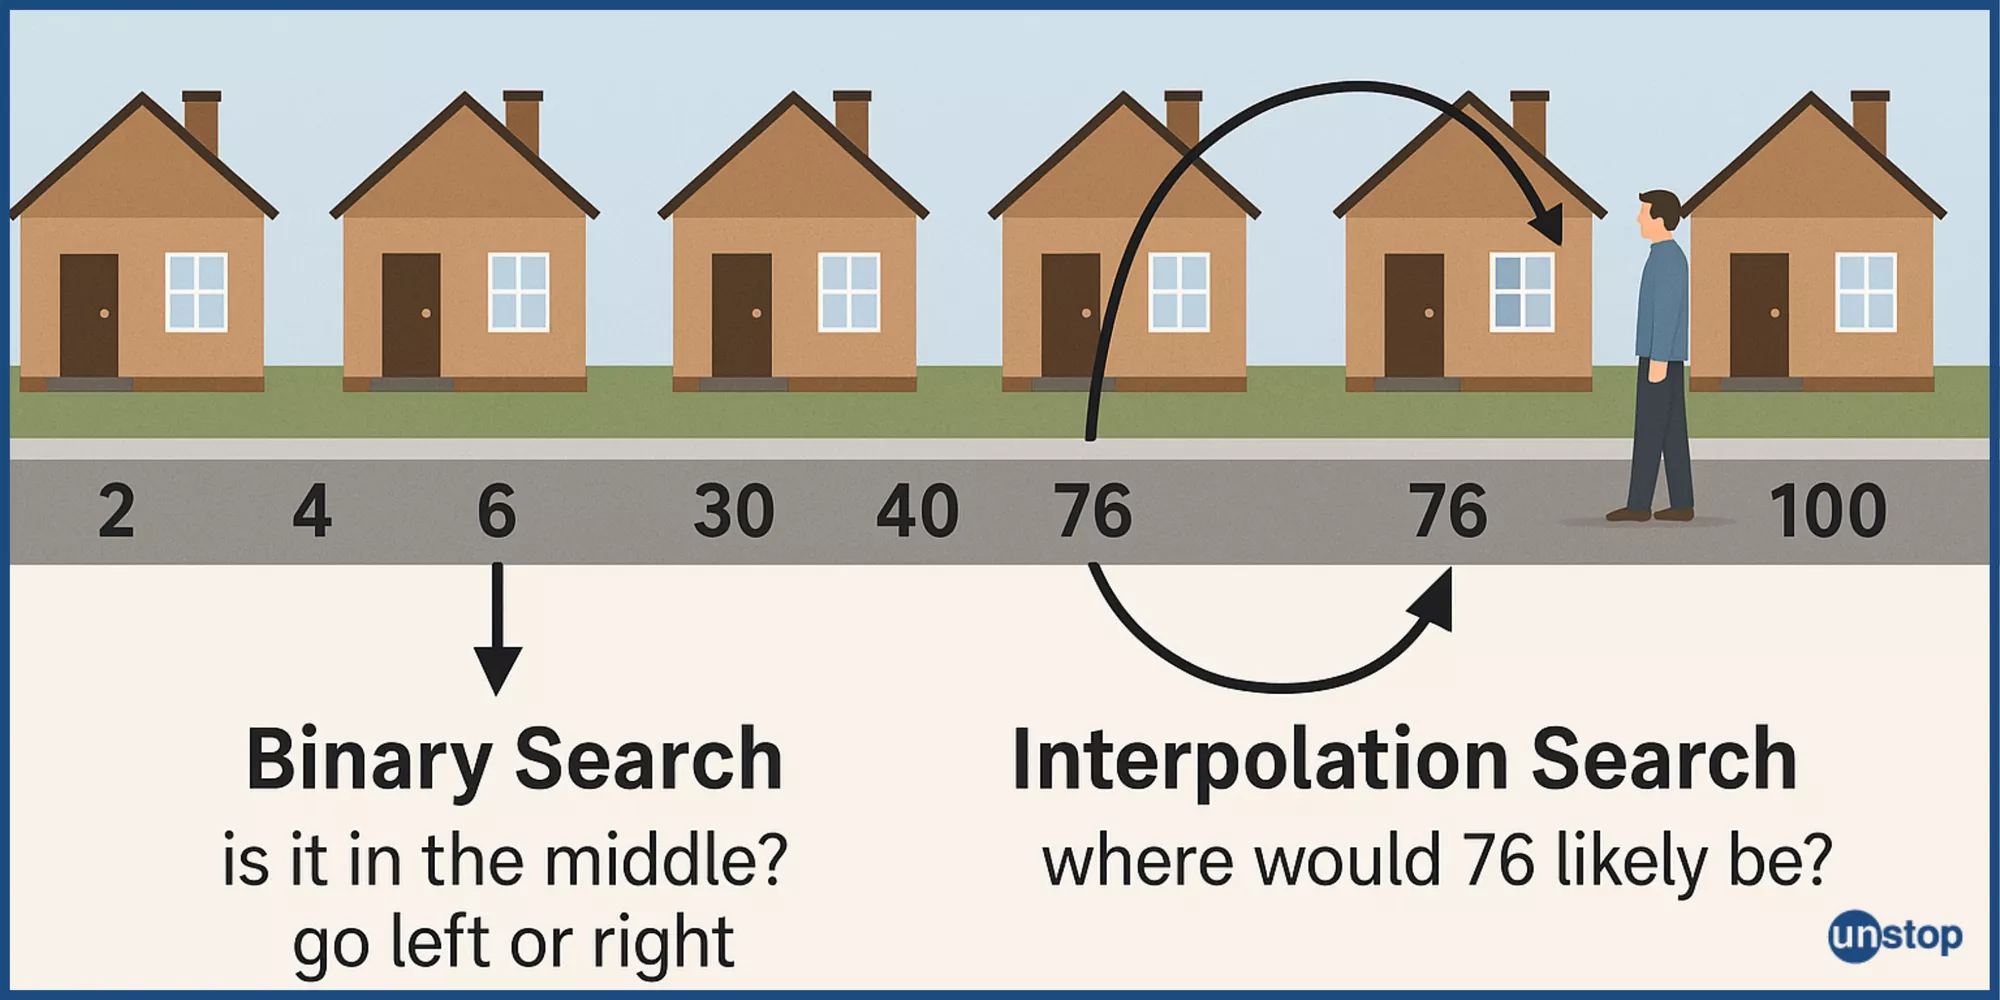 2 4 6 30 40 76 76 100
Binary Search
is it in the middle?
go left or right
Interpolation Search
where would 76 likely be?
unstop